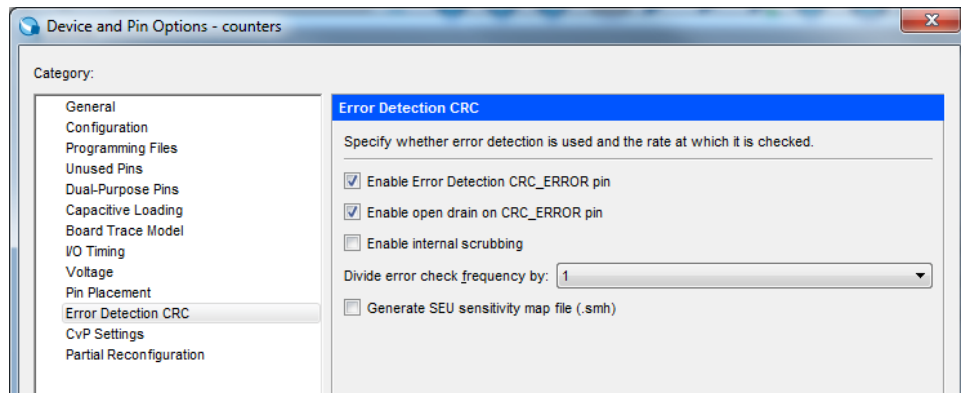 Device and Pin Options - counters
Category:
General
Configuration
Programming Files
Unused Pins
Dual-Purpose Pins
Capacitive Loading
Board Trace Model
I/O Timing
Voltage
Pin Placement
Error Detection CRC
CvP Settings
Partial Reconfiguration
Error Detection CRC
Specify whether error detection is used and the rate at which it is checked.
Enable Error Detection CRC_ERROR pin
Enable open drain on CRC_ERROR pin
Enable internal scrubbing
Divide error check frequency by: 1
Generate SEU sensitivity map file (.smh)